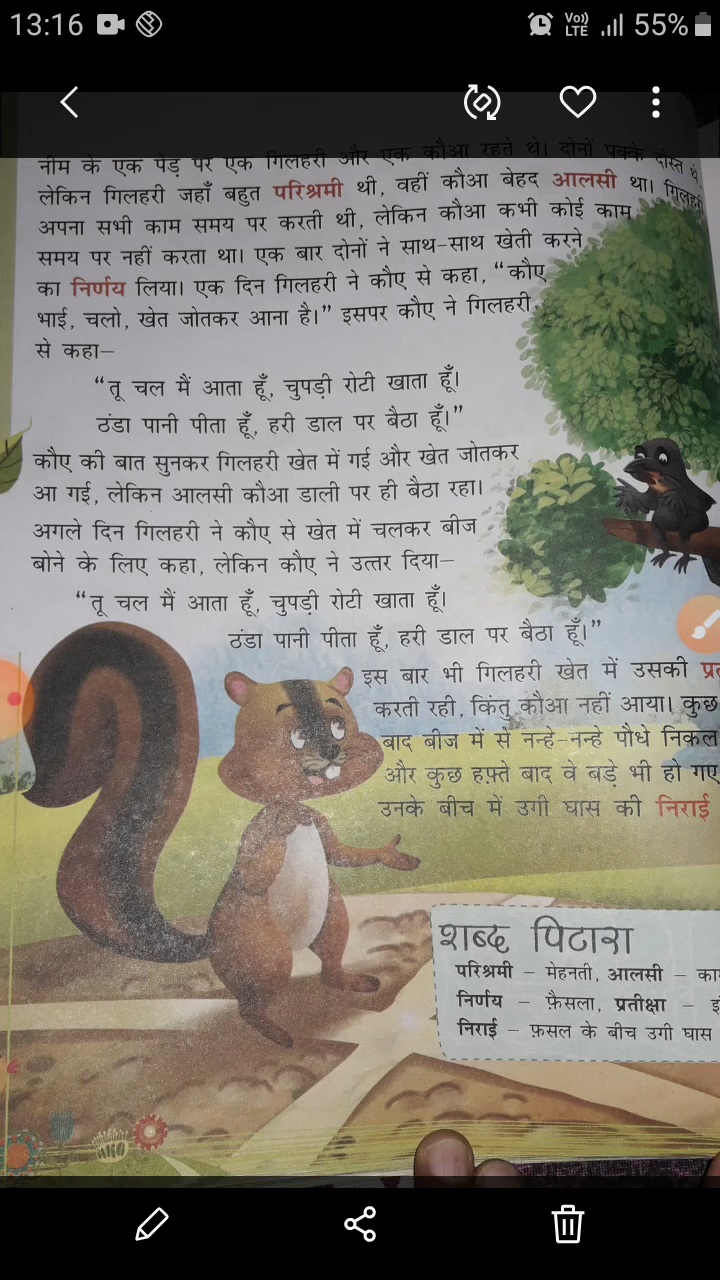 13:16
Vo)) LTE
55%
नीम के एक पेड़ पर एक गिलहरी और एक कौआ रहते थे। दोनों पक्के दोस्त थे,
लेकिन गिलहरी जहाँ बहुत परिश्रमी थी, वहीं कौआ बेहद आलसी था। गिलहरी
अपना सभी काम समय पर करती थी, लेकिन कौआ कभी कोई काम
समय पर नहीं करता था। एक बार दोनों ने साथ-साथ खेती करने
का निर्णय लिया। एक दिन गिलहरी ने कौए से कहा, “कौए
भाई, चलो, खेत जोतकर आना है।” इसपर कौए ने गिलहरी
से कहा–
“तू चल मैं आता हूँ, चुपड़ी रोटी खाता हूँ।
ठंडा पानी पीता हूँ, हरी डाल पर बैठा हूँ।”
कौए की बात सुनकर गिलहरी खेत में गई और खेत जोतकर
आ गई, लेकिन आलसी कौआ डाली पर ही बैठा रहा।
अगले दिन गिलहरी ने कौए से खेत में चलकर बीज
बोने के लिए कहा, लेकिन कौए ने उत्तर दिया–
“तू चल मैं आता हूँ, चुपड़ी रोटी खाता हूँ।
ठंडा पानी पीता हूँ, हरी डाल पर बैठा हूँ।”
इस बार भी गिलहरी खेत में उसकी
करती रही, किंतु कौआ नहीं आया। कुछ
बाद बीज में से नन्हे-नन्हे पौधे निकल
और कुछ हफ़्ते बाद वे बड़े भी हो गए
उनके बीच में उगी घास की निराई
शब्द पिटारा
परिश्रमी – मेहनती, आलसी –
निर्णय – फ़ैसला, प्रतीक्षा –
निराई – फ़सल के बीच उगी घास